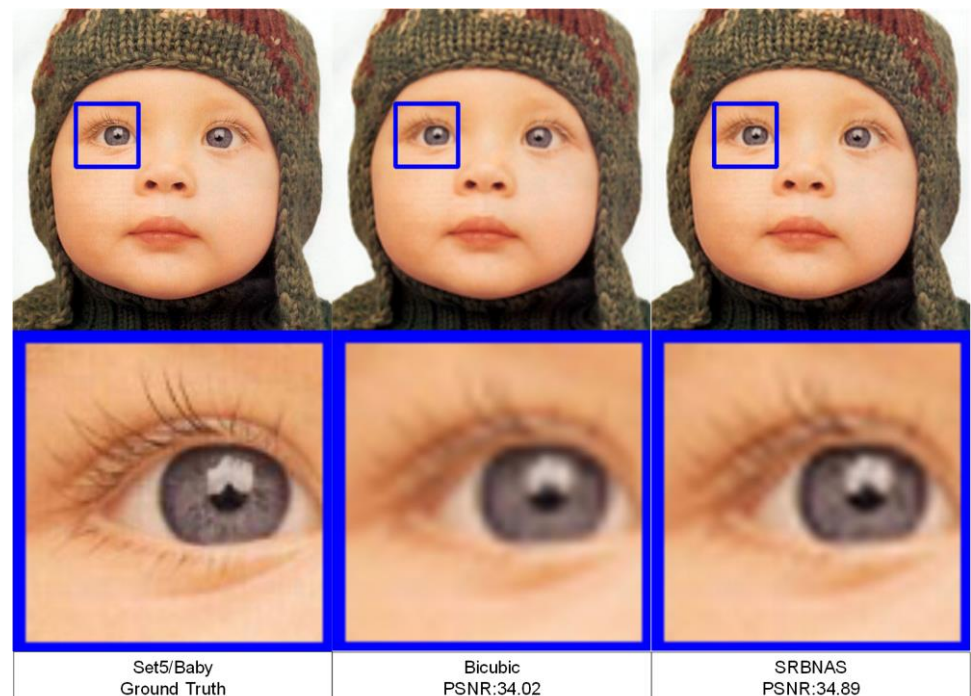 Set5/Baby
Ground Truth
Bicubic
PSNR:34.02
SRBNAS
PSNR:34.89